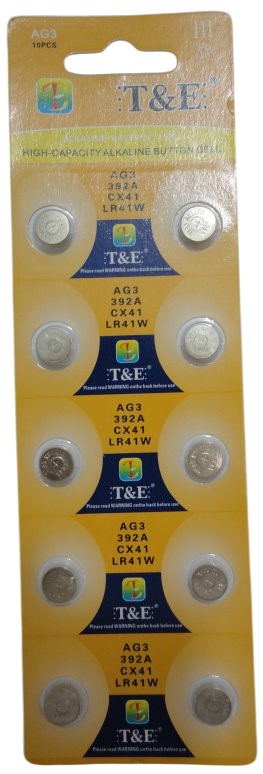 AG3
10PCS
T&E®
HIGH-CAPACITY ALKALINE BUTTON CELL
AG3
392A
CX41
LR41W
T&E
Please read WARNING on the back before use
AG3
392A
CX41
LR41W
T&E
Please read WARNING on the back before use
AG3
392A
CX41
LR41W
T&E
Please read WARNING on the back before use
AG3
392A
CX41
LR41W
T&E
Please read WARNING on the back before use
AG3
392A
CX41
LR41W
T&E
Please read WARNING on the back before use